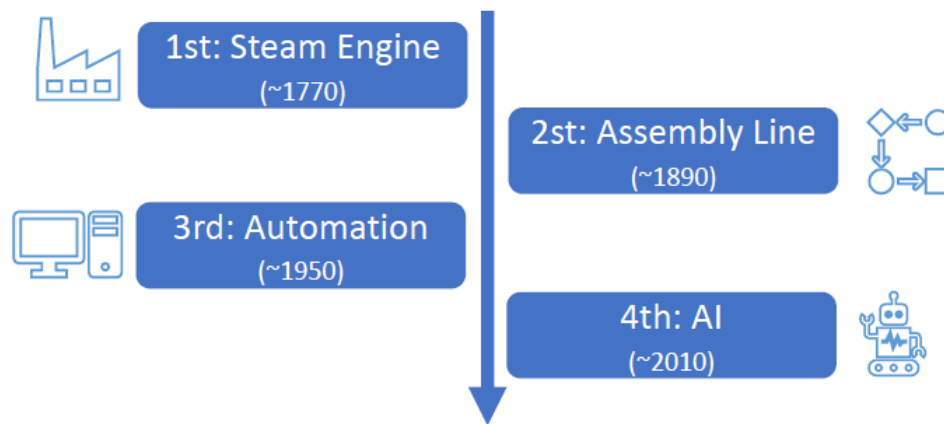 1st: Steam Engine
(~1770)
2st: Assembly Line
(~1890)
3rd: Automation
(~1950)
4th: AI
(~2010)